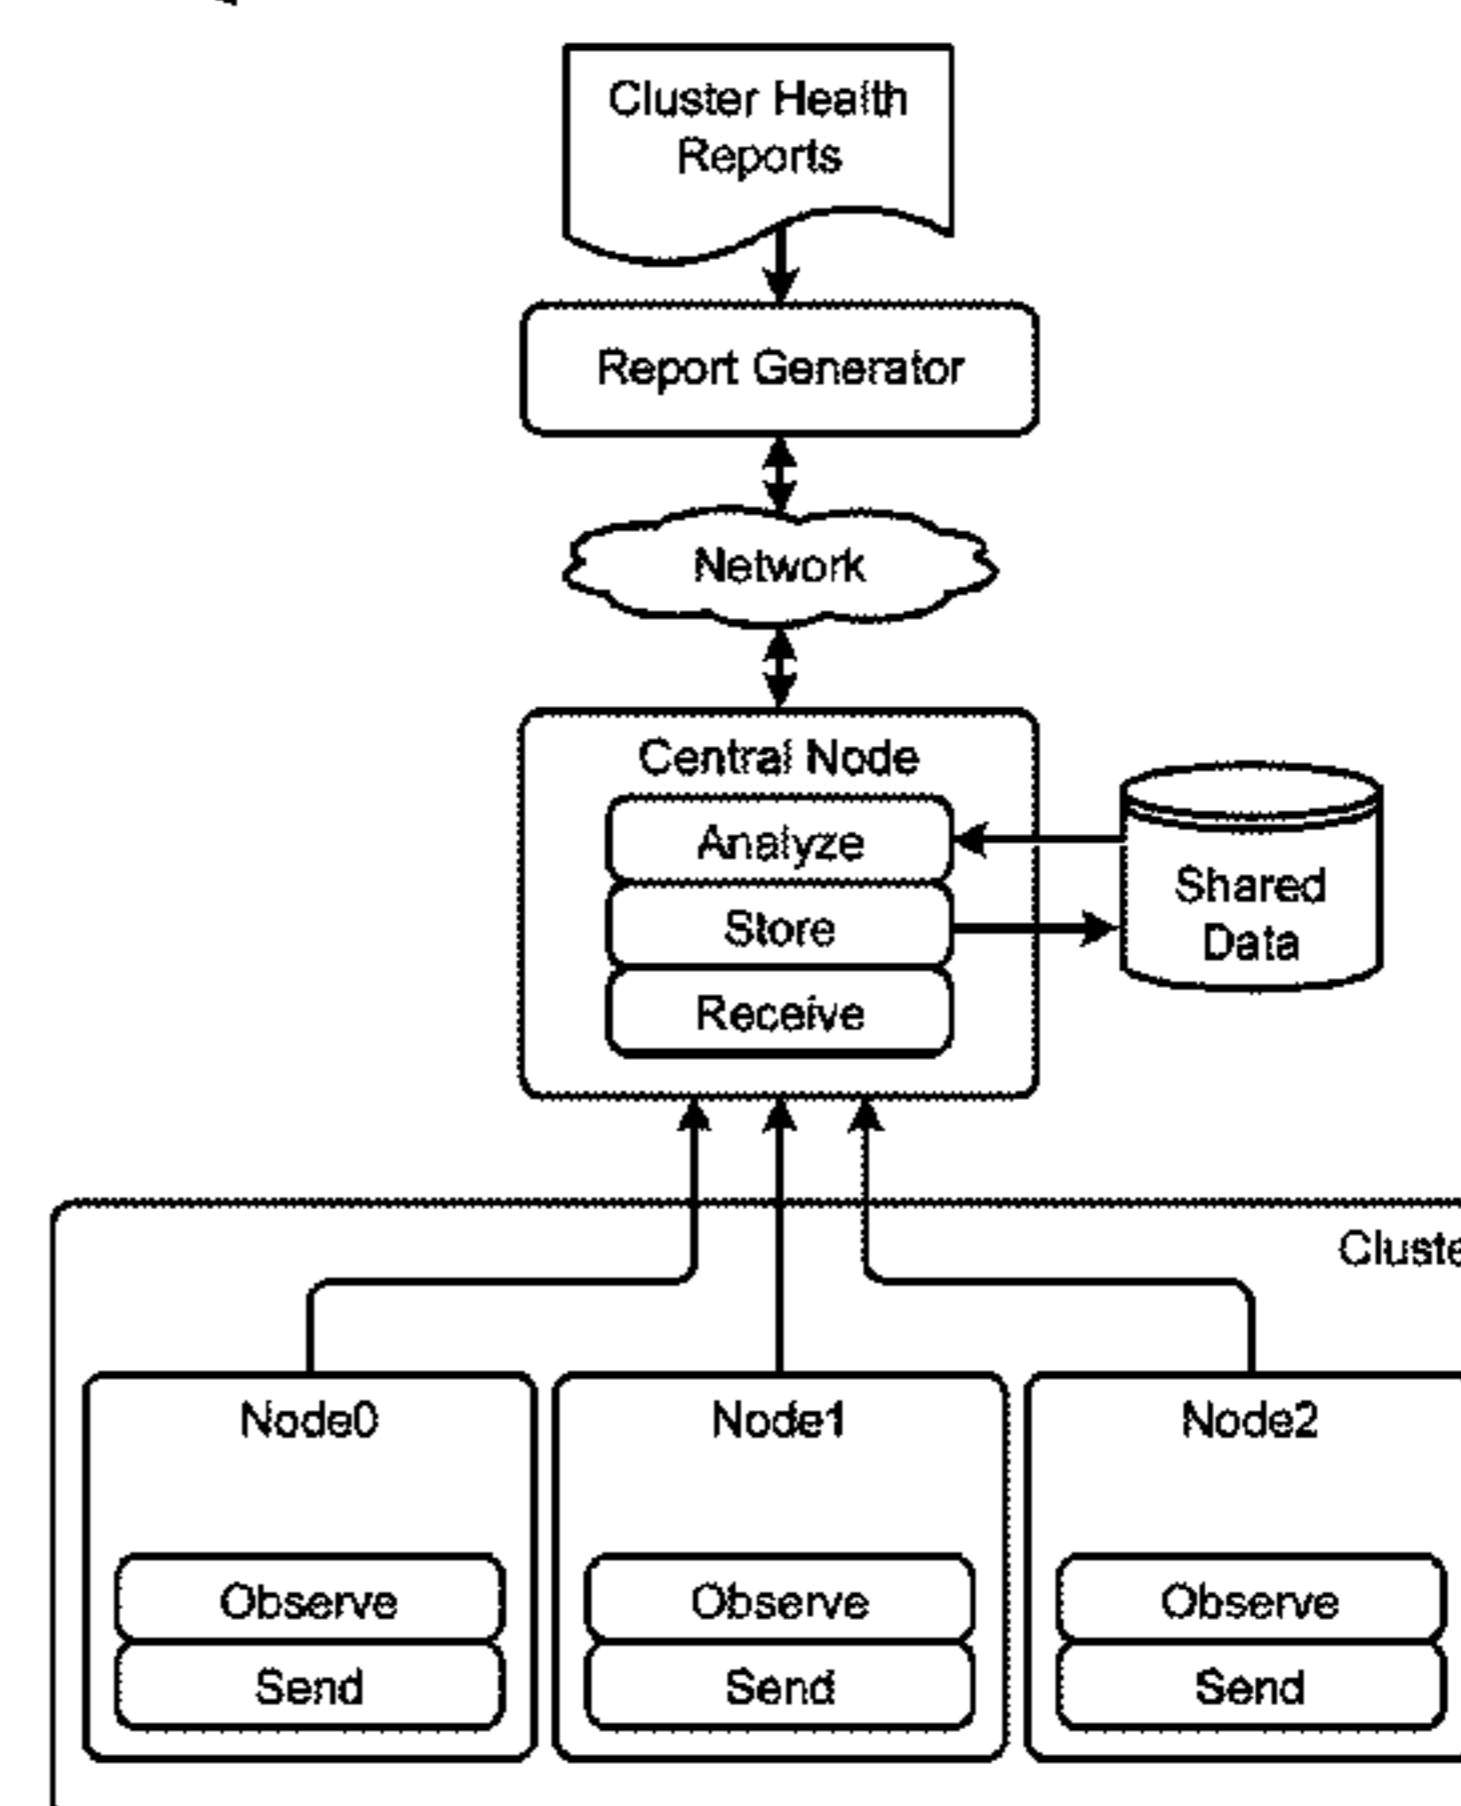 Cluster Health
Reports
Report Generator
Network
Central Node
Analyze
Store
Receive
Shared
Data
Cluste
Node0
Node1
Node2
Observe
Observe
Observe
Send
Send
Send